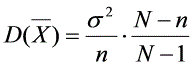 D(X̅) = σ²/n · N − n/N − 1